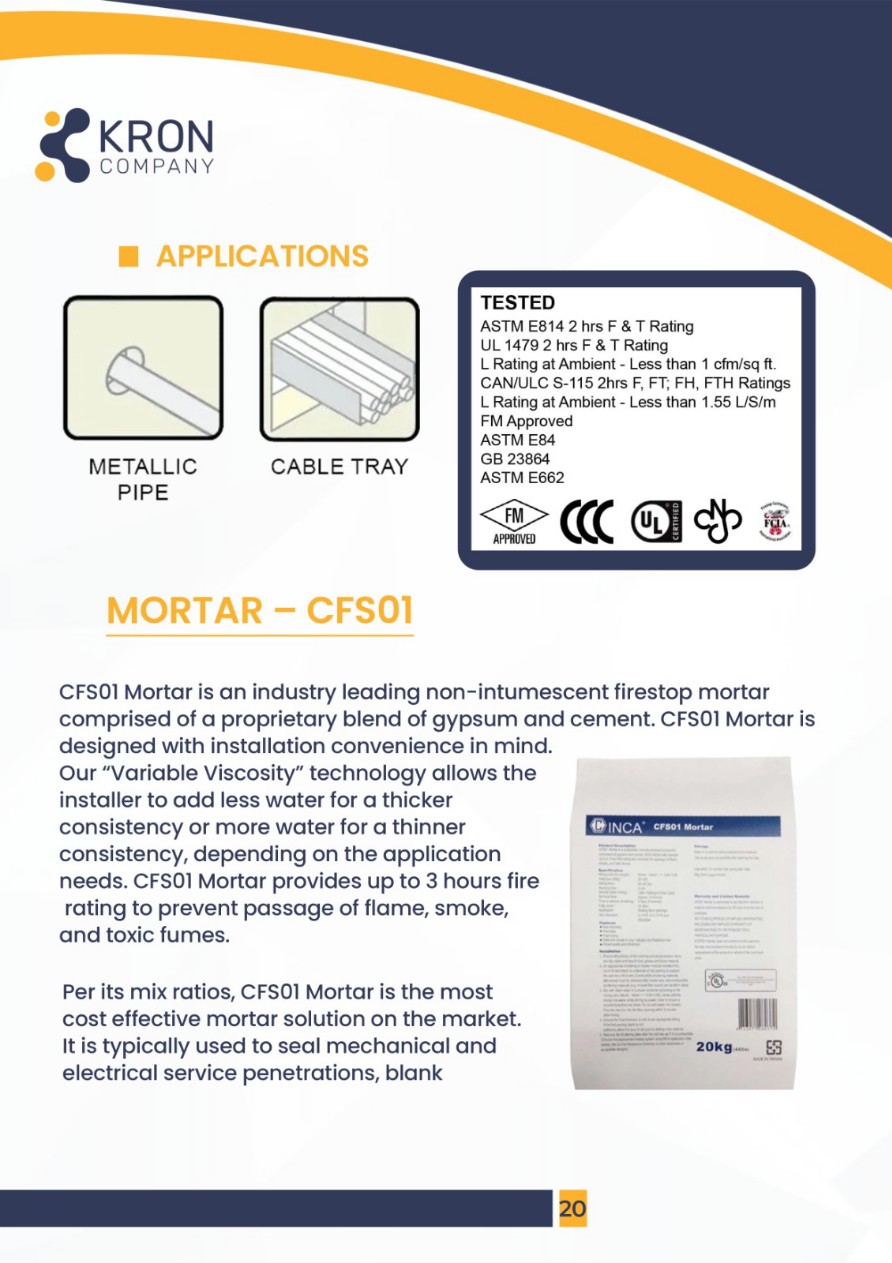 KRON
COMPANY
APPLICATIONS
METALLIC
PIPE
CABLE TRAY
TESTED
ASTM E814 2 hrs F & T Rating
UL 1479 2 hrs F & T Rating
L Rating at Ambient - Less than 1 cfm/sq ft.
CAN/ULC S-115 2hrs F, FT; FH, FTH Ratings
L Rating at Ambient - Less than 1.55 L/S/m
FM Approved
ASTM E84
GB 23864
ASTM E662
FM
APPROVED
UL
CERTIFIED
FCIA
MORTAR – CFS01
CFS01 Mortar is an industry leading non-intumescent firestop mortar
comprised of a proprietary blend of gypsum and cement. CFS01 Mortar is
designed with installation convenience in mind.
Our “Variable Viscosity” technology allows the
installer to add less water for a thicker
consistency or more water for a thinner
consistency, depending on the application
needs. CFS01 Mortar provides up to 3 hours fire
rating to prevent passage of flame, smoke,
and toxic fumes.
Per its mix ratios, CFS01 Mortar is the most
cost effective mortar solution on the market.
It is typically used to seal mechanical and
electrical service penetrations, blank
INCA CFS01 Mortar
20kg
20